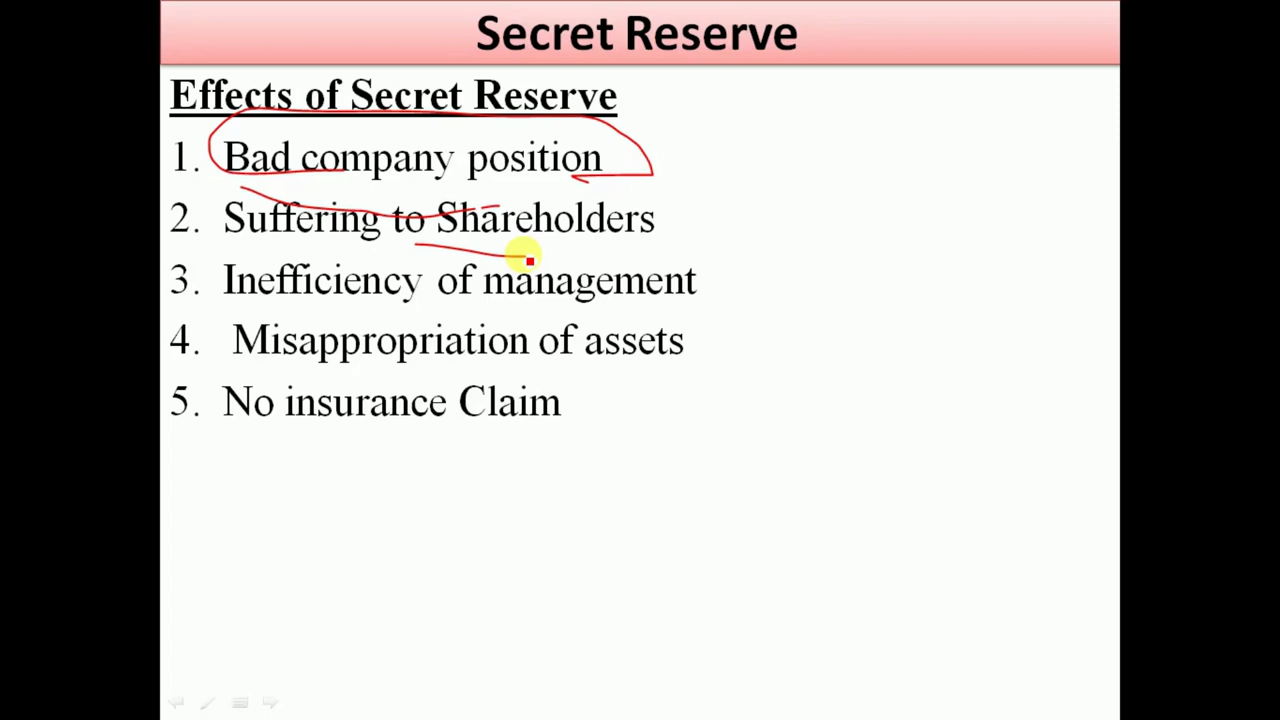 Secret Reserve
Effects of Secret Reserve
1. Bad company position
2. Suffering to Shareholders
3. Inefficiency of management
4. Misappropriation of assets
5. No insurance Claim